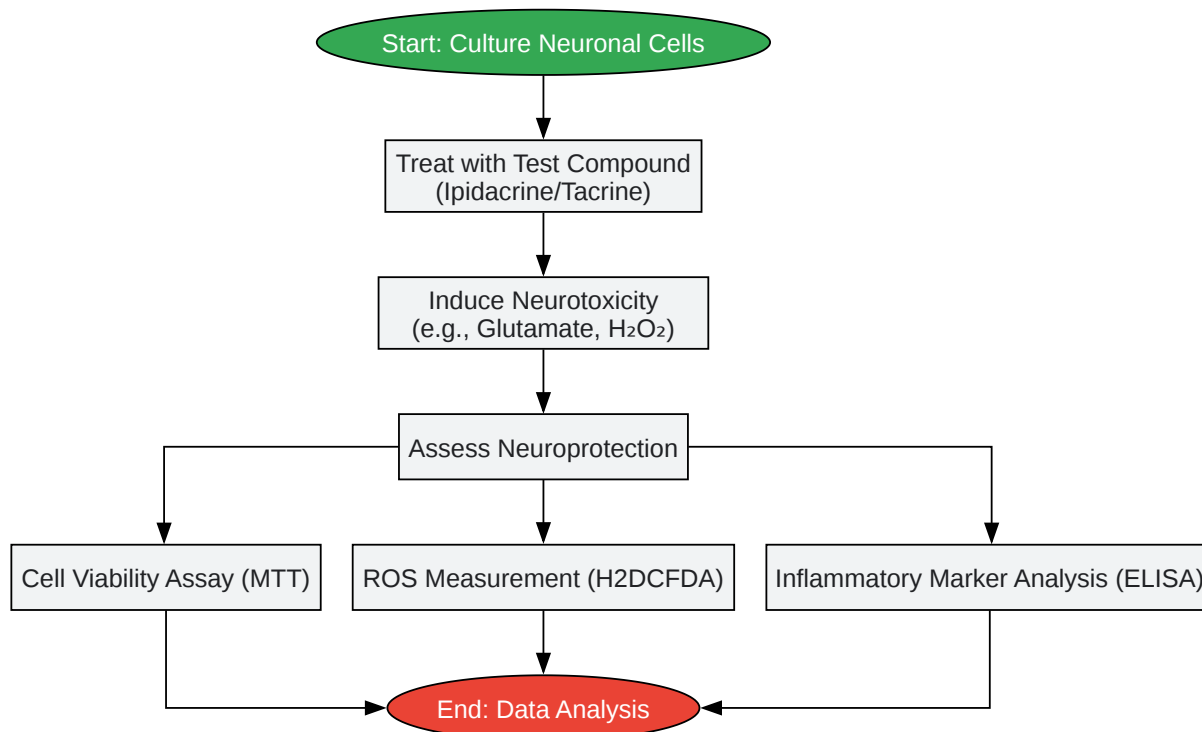 Start: Culture Neuronal Cells
Treat with Test Compound
(Ipidacrine/Tacrine)
Induce Neurotoxicity
(e.g., Glutamate, H₂O₂)
Assess Neuroprotection
Cell Viability Assay (MTT)
ROS Measurement (H2DCFDA)
Inflammatory Marker Analysis (ELISA)
End: Data Analysis